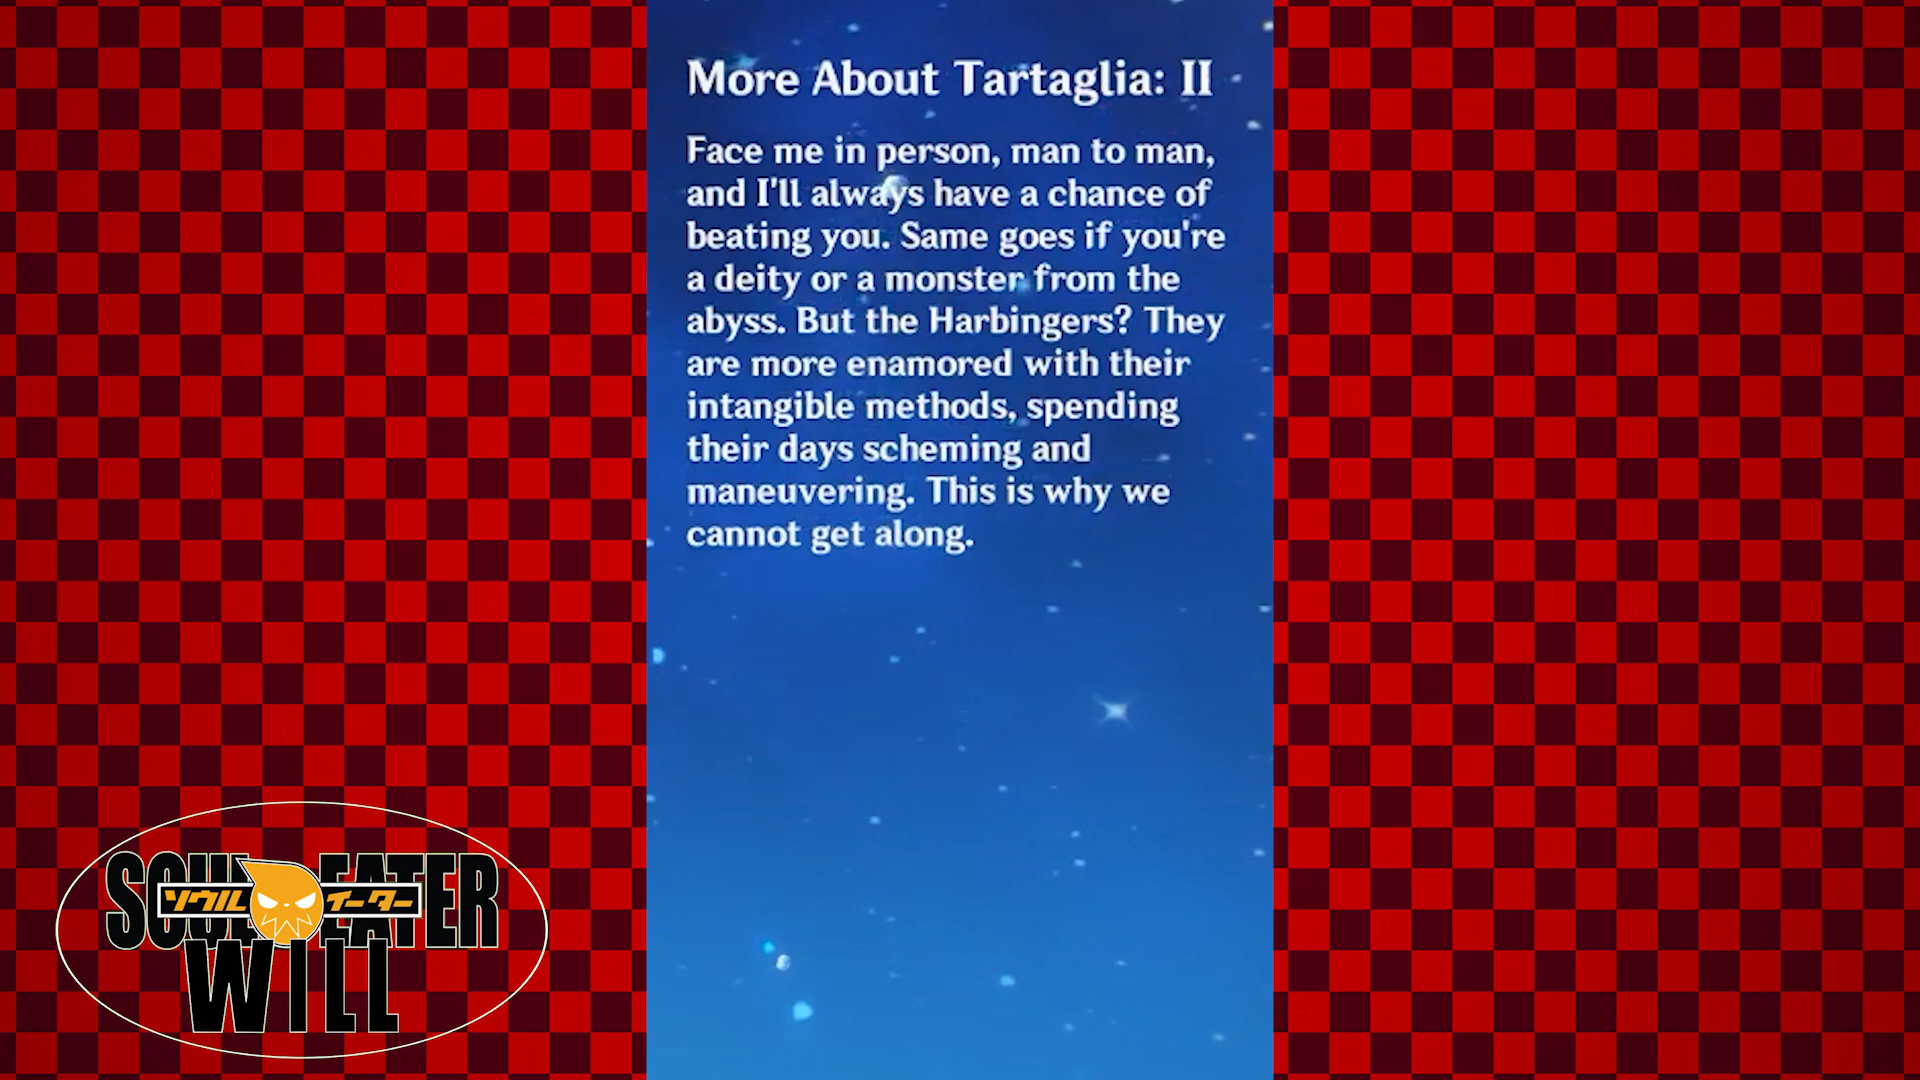 More About Tartaglia: II
Face me in person, man to man,
and I'll always have a chance of
beating you. Same goes if you're
a deity or a monster from the
abyss. But the Harbingers? They
are more enamored with their
intangible methods, spending
their days scheming and
maneuvering. This is why we
cannot get along.
SOUL EATER
ソウル イーター
WILL